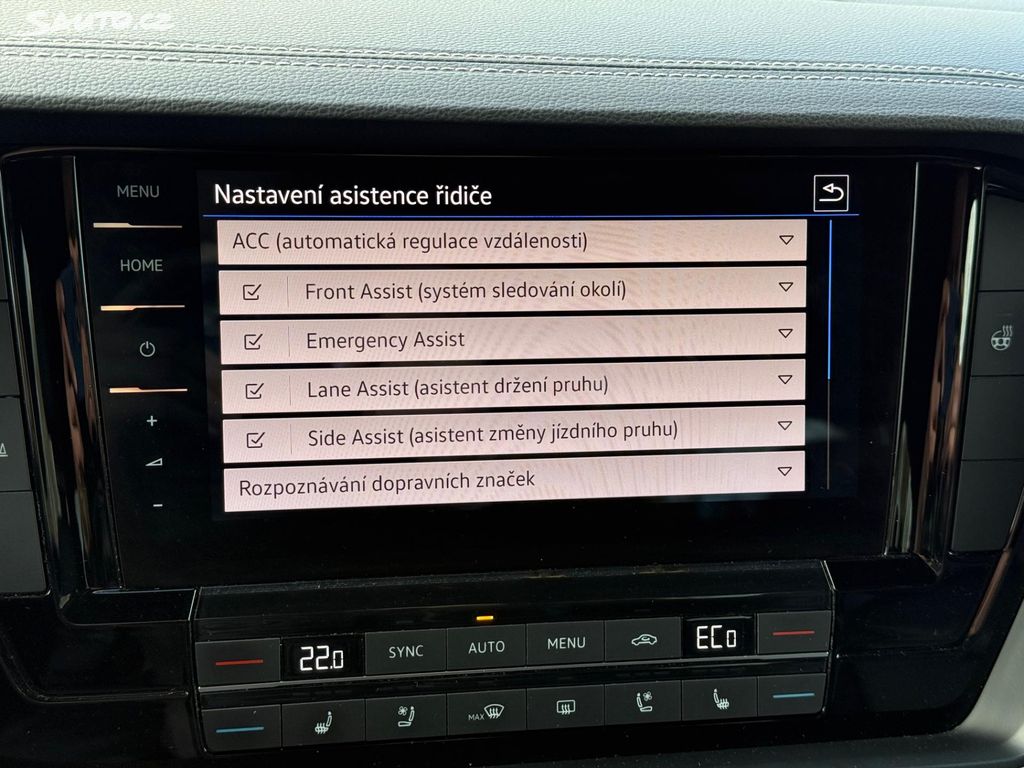 SAUTO.CZ
MENU
Nastavení asistence řidiče
ACC (automatická regulace vzdálenosti)
HOME
Front Assist (systém sledování okolí)
Emergency Assist
Lane Assist (asistent držení pruhu)
+
Side Assist (asistent změny jízdního pruhu)
Rozpoznávání dopravních značek
−
22.0
SYNC
AUTO
MENU
ECo
MAX